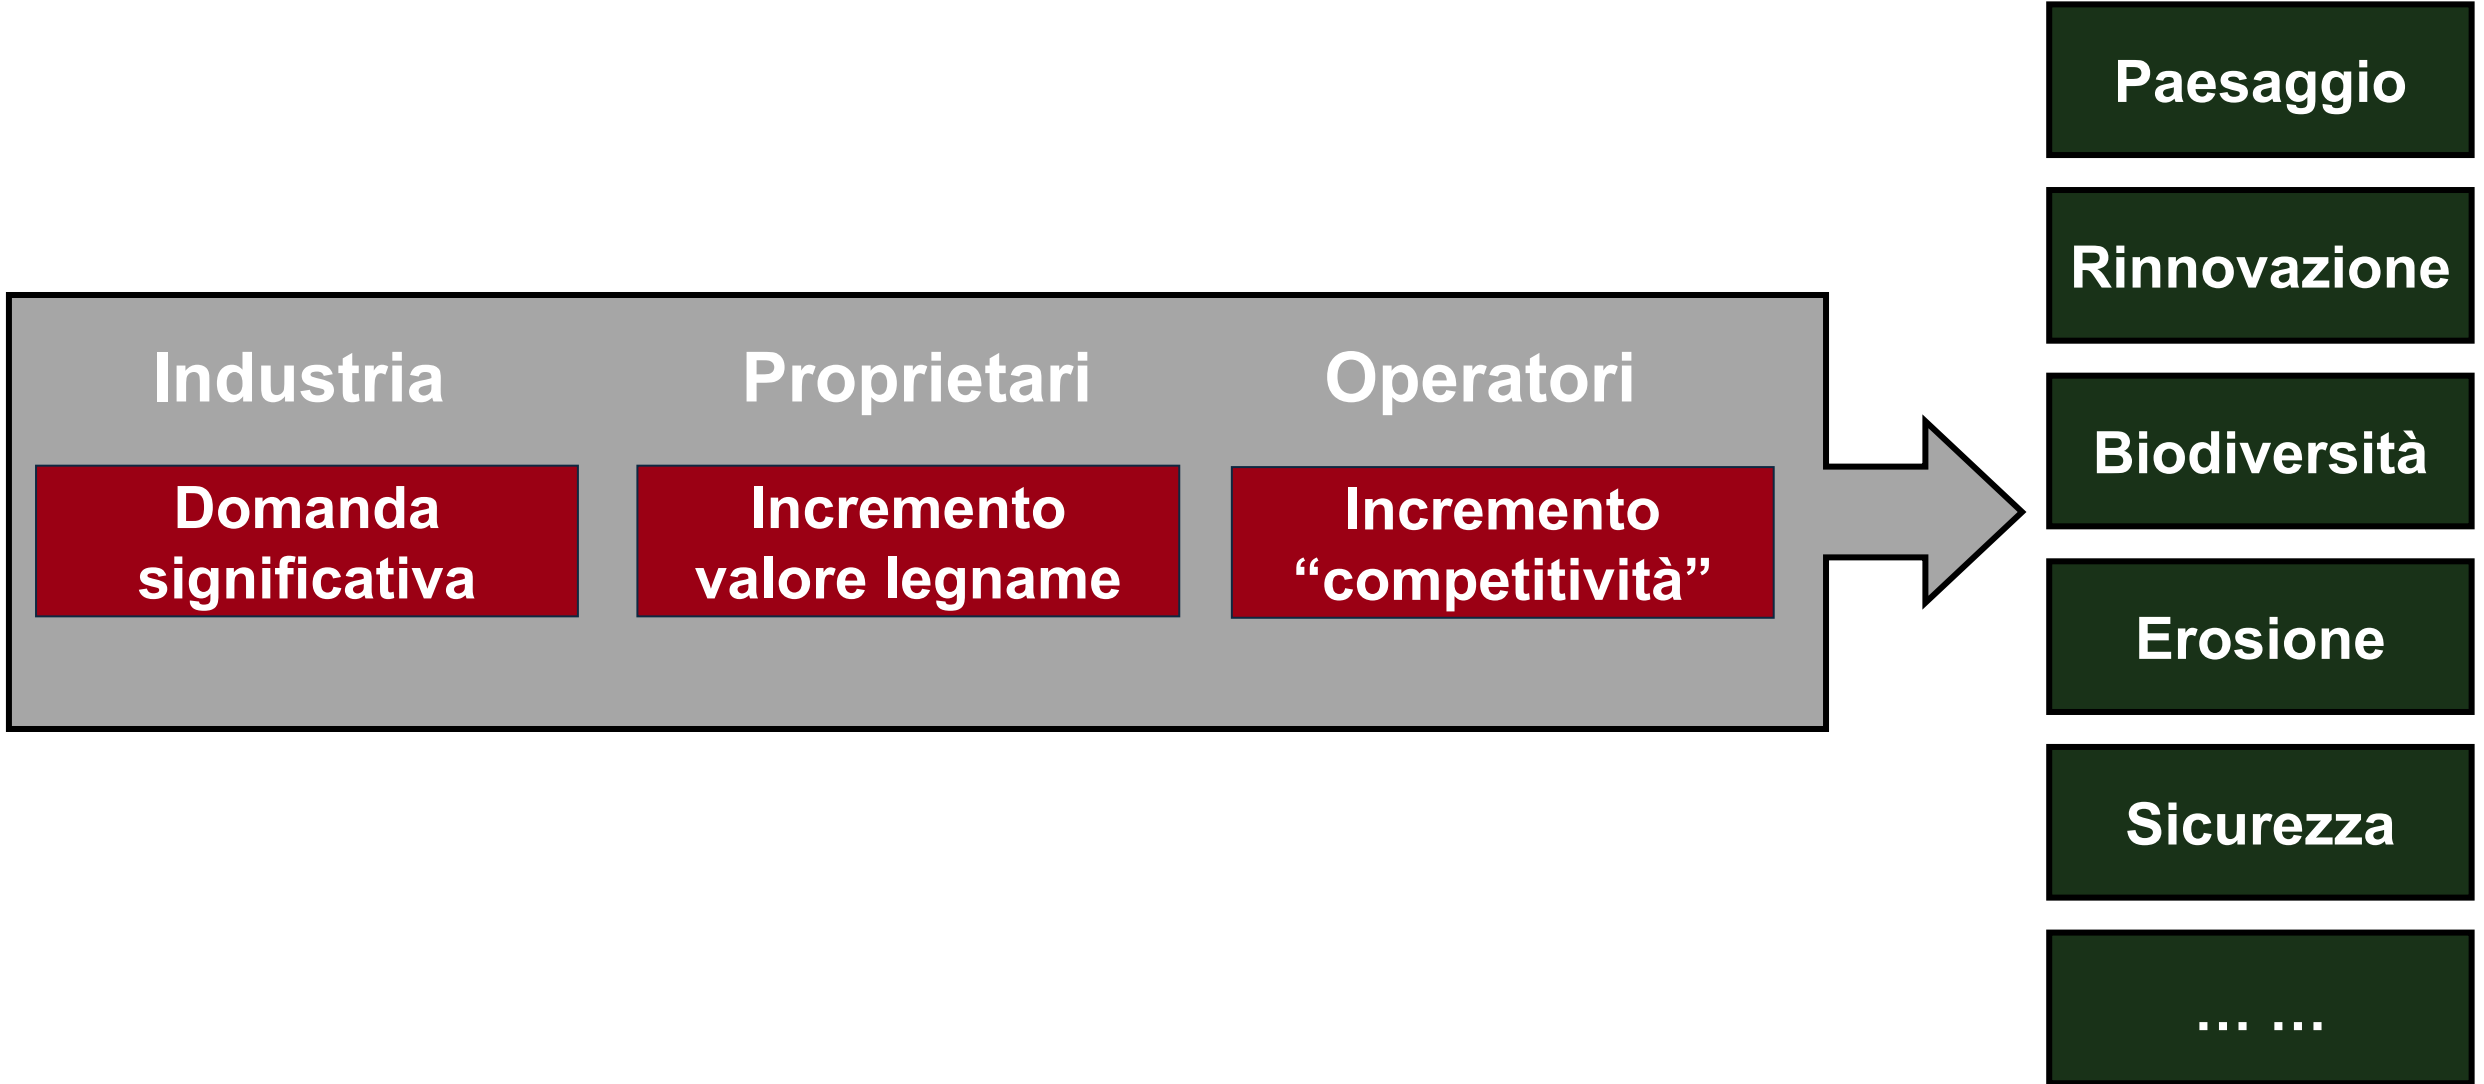 Industria
Domanda
significativa
Proprietari
Incremento
valore legname
Operatori
Incremento
“competitività”
Paesaggio
Rinnovazione
Biodiversità
Erosione
Sicurezza
... ...